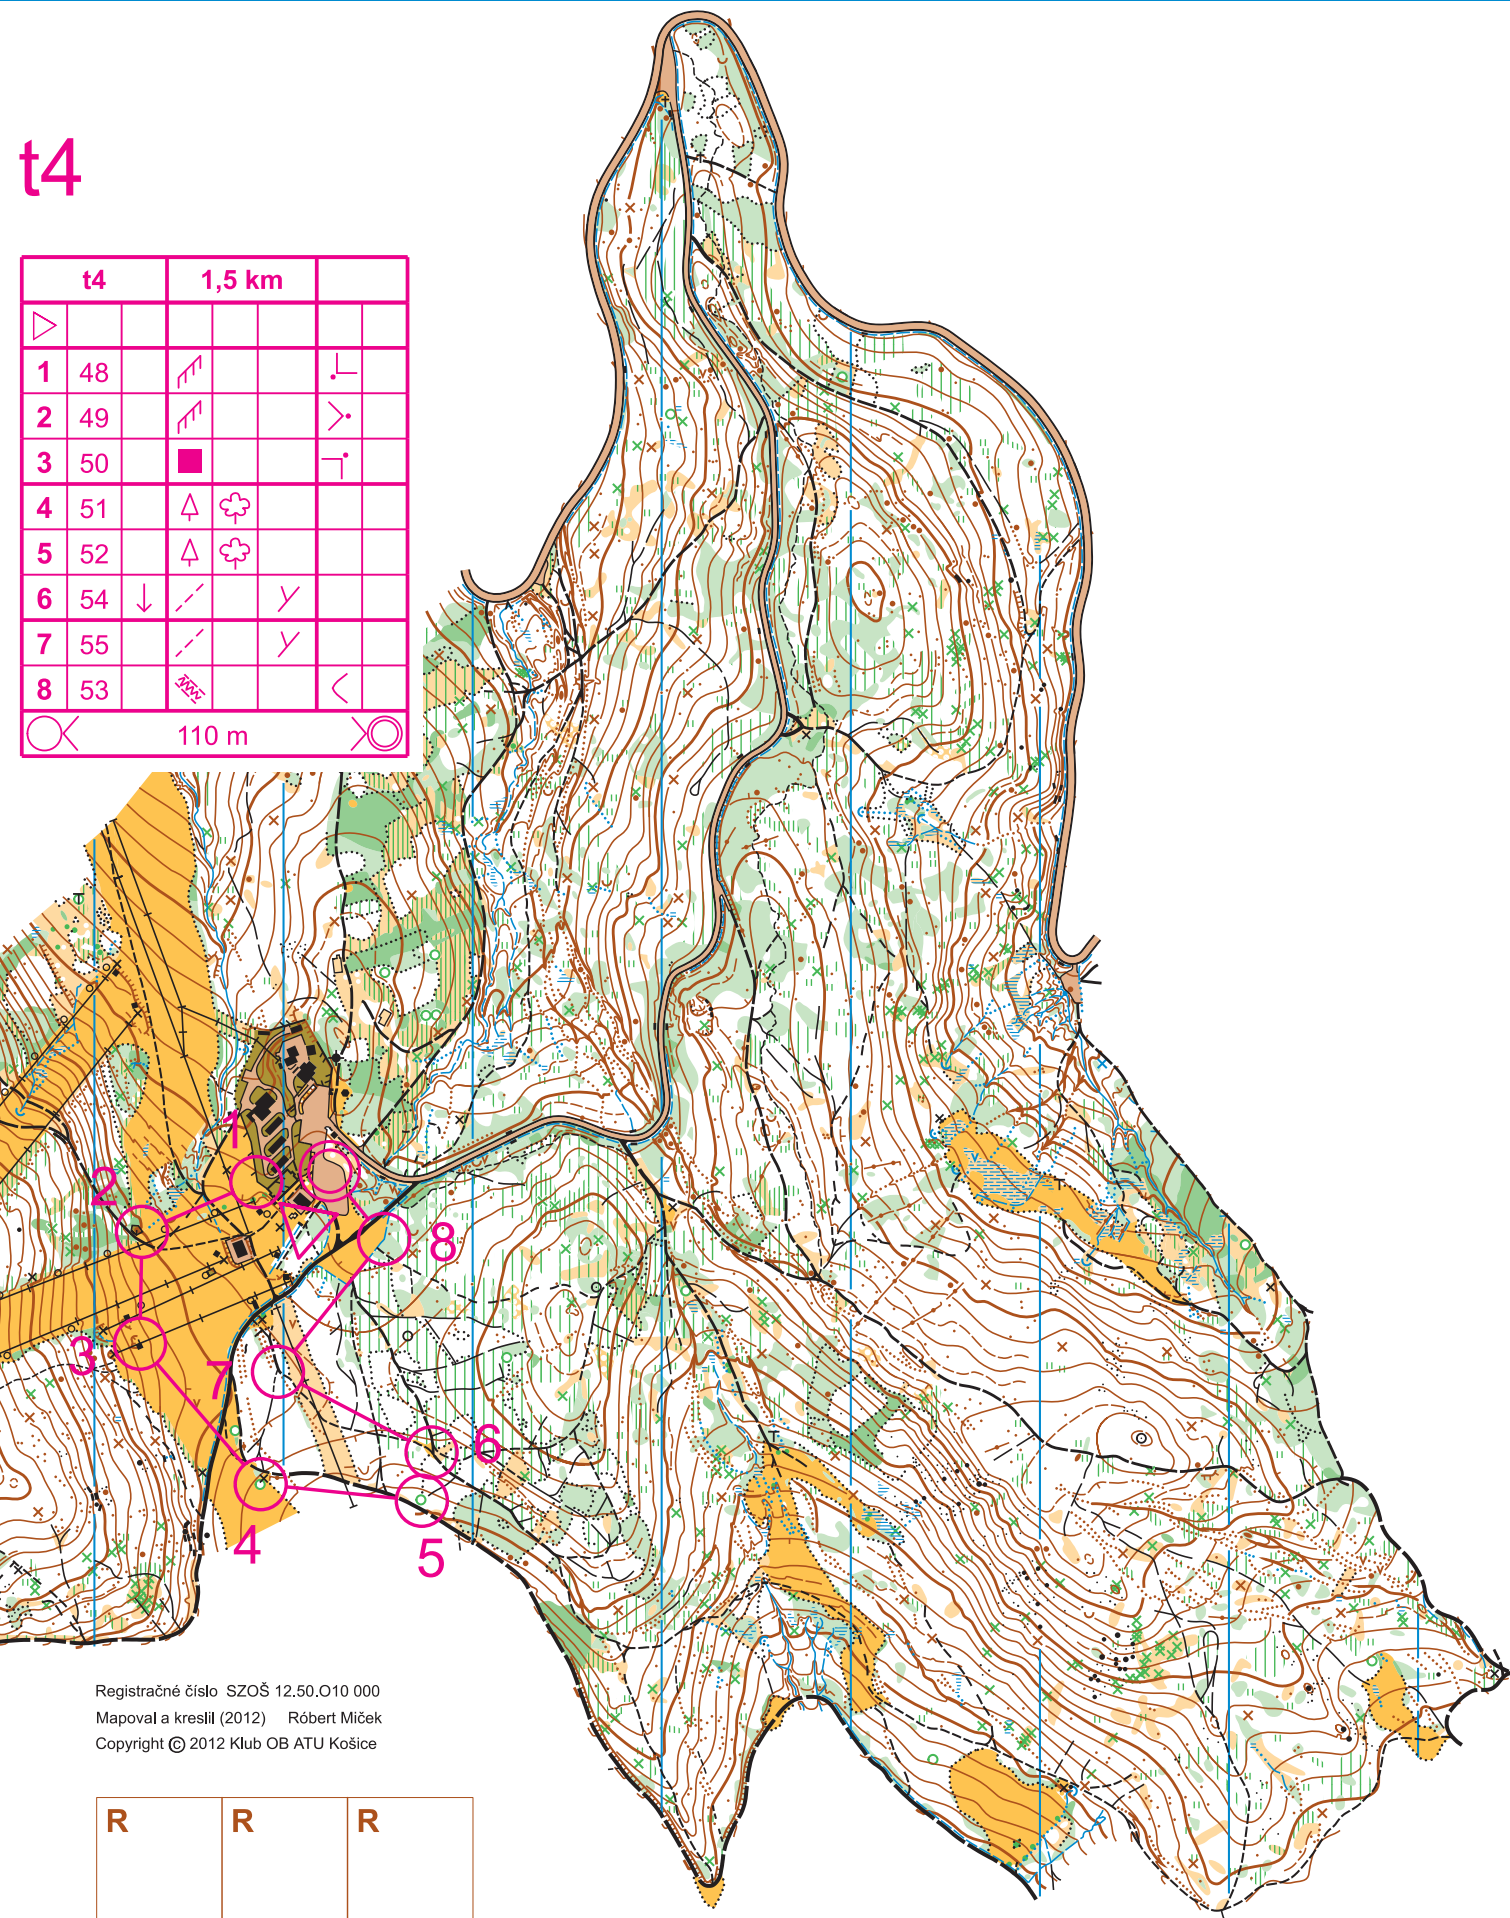 t4
t4 1,5 km
1 48
2 49
3 50
4 51
5 52
6 54
7 55
8 53
110 m
1
2
8
3
7
6
4
5
Registračné číslo SZOŠ 12.50.O10 000
Mapoval a kreslil (2012) Róbert Miček
Copyright © 2012 Klub OB ATU Košice
R R R